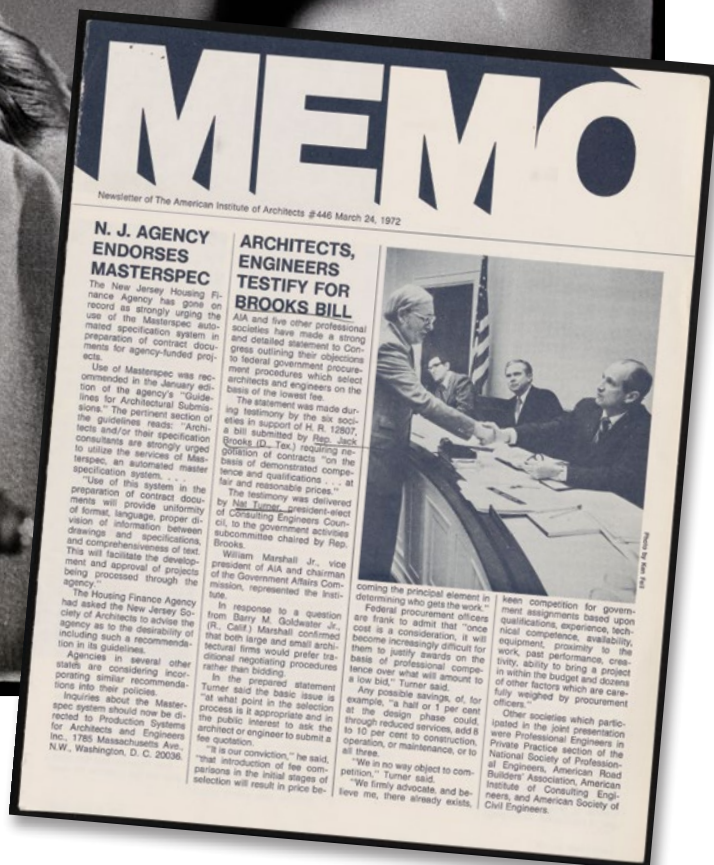 MEMO
Newsletter of The American Institute of Architects #446 March 24, 1972
N. J. AGENCY
ENDORSES
MASTERSPEC
The New Jersey Housing Fi-
nance Agency has gone on
record as strongly urging the
use of the Masterspec auto-
mated specification system in
preparation of contract docu-
ments for agency-funded proj-
ects.
Use of Masterspec was rec-
ommended in the January edi-
tion of the agency's "Guide-
lines for Architectural Submis-
sions." The pertinent section of
the guidelines reads: "Archi-
tects and/or their specification
consultants are strongly urged
to utilize the services of Mas-
terspec, an automated master
specification system. . . .
"Use of this system in the
preparation of contract docu-
ments will provide uniformity
of format, language, proper di-
vision of information between
drawings and specifications,
and comprehensiveness of text.
This will facilitate the develop-
ment and approval of projects
being processed through the
agency."
The Housing Finance Agency
had asked the New Jersey So-
ciety of Architects to advise the
agency as to the desirability of
including such a recommenda-
tion in its guidelines.
Agencies in several other
states are considering incor-
porating similar recommenda-
tions into their policies.
Inquiries about the Master-
spec system should now be di-
rected to Production Systems
for Architects and Engineers
Inc., 1785 Massachusetts Ave.,
N.W., Washington, D. C. 20036.
ARCHITECTS,
ENGINEERS
TESTIFY FOR
BROOKS BILL
AIA and five other professional
societies have made a strong
and detailed statement to Con-
gress outlining their objections
to federal government procure-
ment procedures which select
architects and engineers on the
basis of the lowest fee.
The statement was made dur-
ing testimony by the six soci-
eties in support of H. R. 12807,
a bill submitted by Rep. Jack
Brooks (D., Tex.) requiring ne-
gotiation of contracts "on the
basis of demonstrated compe-
tence and qualifications . . . at
fair and reasonable prices."
The testimony was delivered
by Nat Turner, president-elect
of Consulting Engineers Coun-
cil, to the government activities
subcommittee chaired by Rep.
Brooks.
William Marshall Jr., vice
president of AIA and chairman
of the Government Affairs Com-
mission, represented the Insti-
tute.
In response to a question
from Barry M. Goldwater Jr.,
(R., Calif.) Marshall confirmed
that both large and small archi-
tectural firms would prefer tra-
ditional negotiating procedures
rather than bidding.
In the prepared statement
Turner said the basic issue is
"at what point in the selection
process is it appropriate and in
the public interest to ask the
architect or engineer to submit a
fee quotation.
"It is our conviction," he said,
"that introduction of fee com-
parisons in the initial stages of
selection will result in price be-
Photo by Ken Feil
coming the principal element in
determining who gets the work."
Federal procurement officers
are frank to admit that "once
cost is a consideration, it will
become increasingly difficult for
them to justify awards on the
basis of professional compe-
tence over what will amount to
a low bid," Turner said.
Any possible savings, of, for
example, "a half or 1 per cent
at the design phase could,
through reduced services, add 8
to 10 per cent to construction,
operation, or maintenance, or to
all three.
"We in no way object to com-
petition," Turner said.
"We firmly advocate, and be-
lieve me, there already exists,
keen competition for govern-
ment assignments based upon
qualifications, experience, tech-
nical competence, availability,
equipment, proximity to the
work, past performance, crea-
tivity, ability to bring a project
in within the budget and dozens
of other factors which are care-
fully weighed by procurement
officers."
Other societies which partic-
ipated in the joint presentation
were Professional Engineers in
Private Practice section of the
National Society of Profession-
al Engineers, American Road
Builders' Association, American
Institute of Consulting Engi-
neers, and American Society of
Civil Engineers.